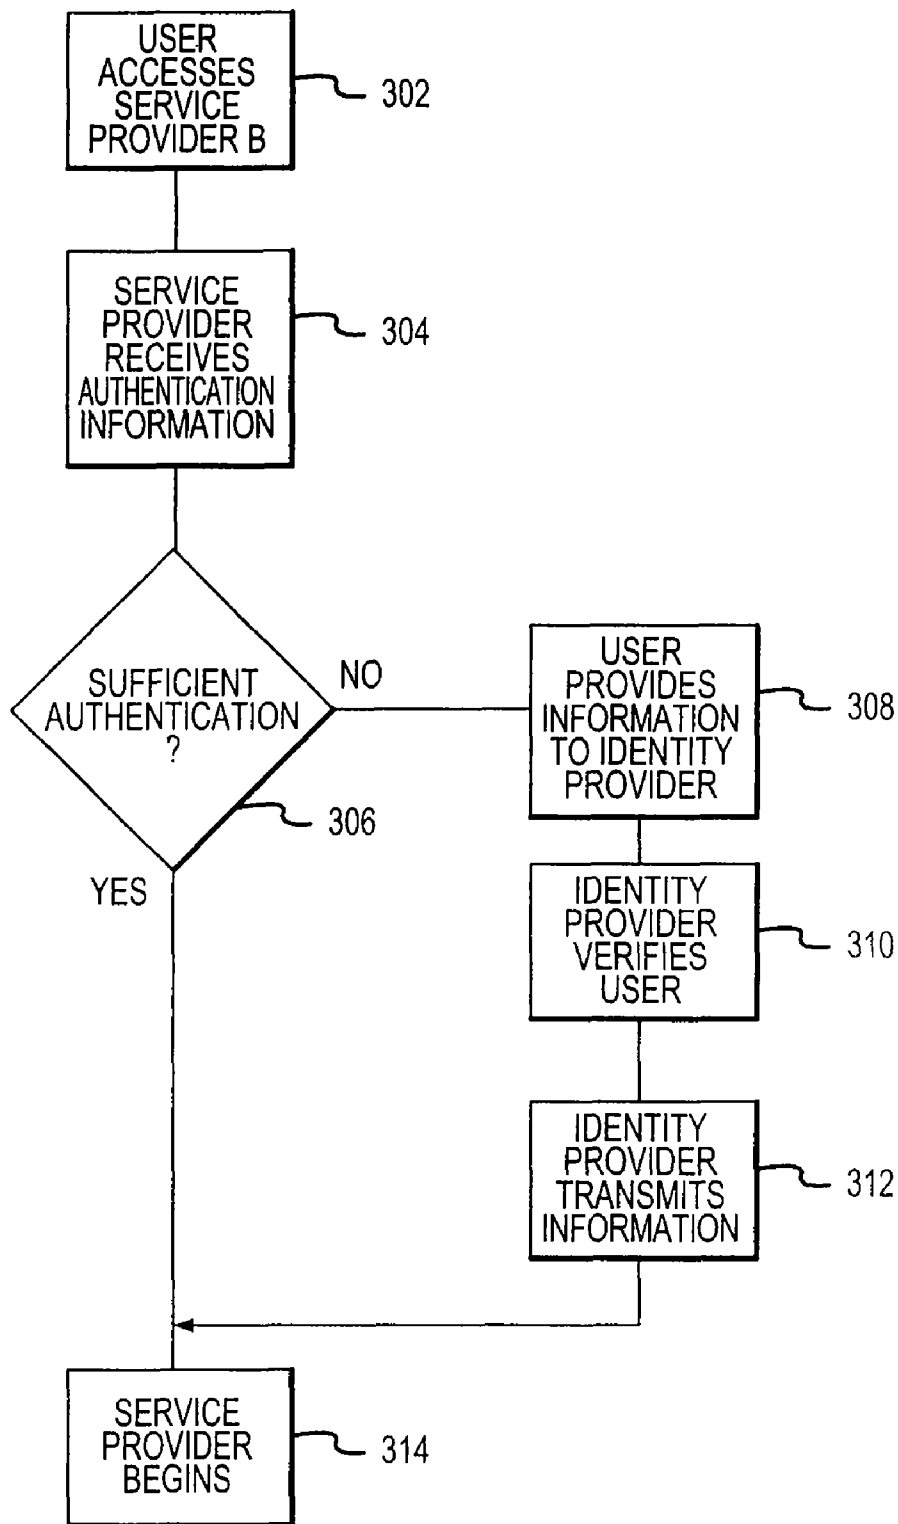 USER
ACCESSES
SERVICE
PROVIDER B
302
SERVICE
PROVIDER
RECEIVES
AUTHENTICATION
INFORMATION
304
SUFFICIENT
AUTHENTICATION
?
306
NO
YES
USER
PROVIDES
INFORMATION
TO IDENTITY
PROVIDER
308
IDENTITY
PROVIDER
VERIFIES
USER
310
IDENTITY
PROVIDER
TRANSMITS
INFORMATION
312
SERVICE
PROVIDER
BEGINS
314